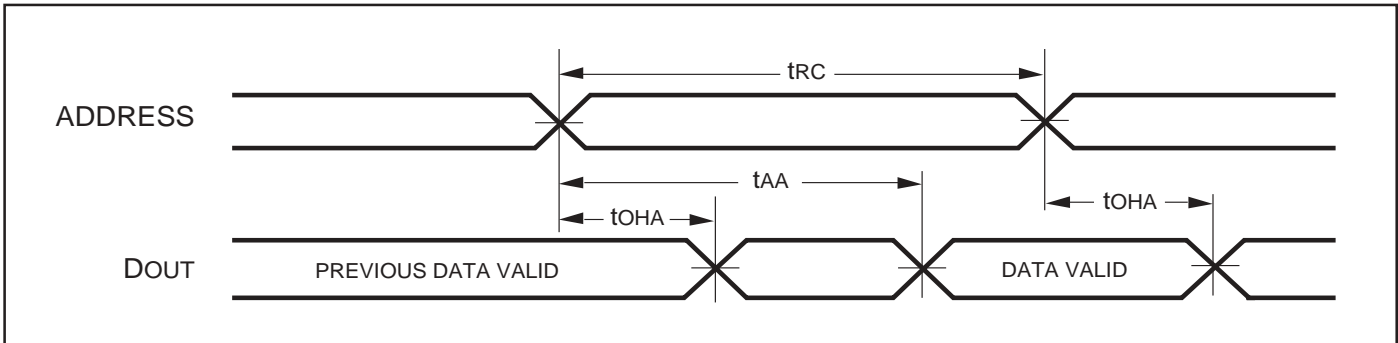 tRC
ADDRESS
tAA
tOHA
tOHA
DOUT
PREVIOUS DATA VALID
DATA VALID